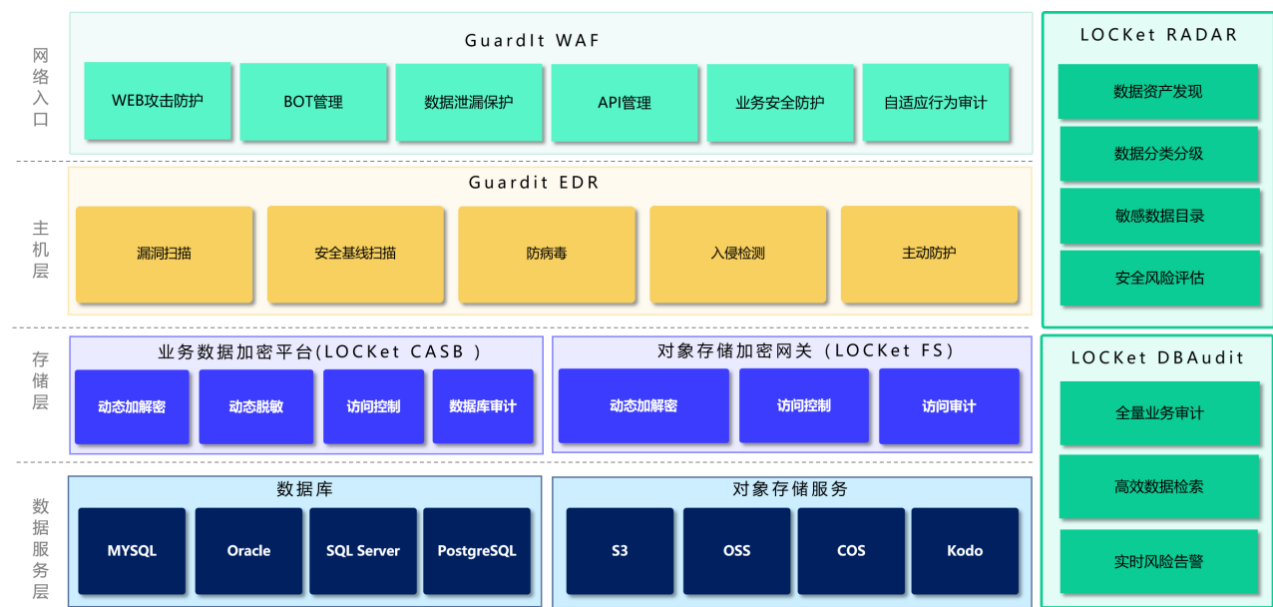 网络入口
GuardIt WAF
WEB攻击防护
BOT管理
数据泄漏保护
API管理
业务安全防护
自适应行为审计
主机层
Guardit EDR
漏洞扫描
安全基线扫描
防病毒
入侵检测
主动防护
存储层
业务数据加密平台(LOCKet CASB )
动态加解密
动态脱敏
访问控制
数据库审计
对象存储加密网关 (LOCKet FS)
动态加解密
访问控制
访问审计
数据服务层
数据库
MYSQL
Oracle
SQL Server
PostgreSQL
对象存储服务
S3
OSS
COS
Kodo
LOCKet RADAR
数据资产发现
数据分类分级
敏感数据目录
安全风险评估
LOCKet DBAudit
全量业务审计
高效数据检索
实时风险告警